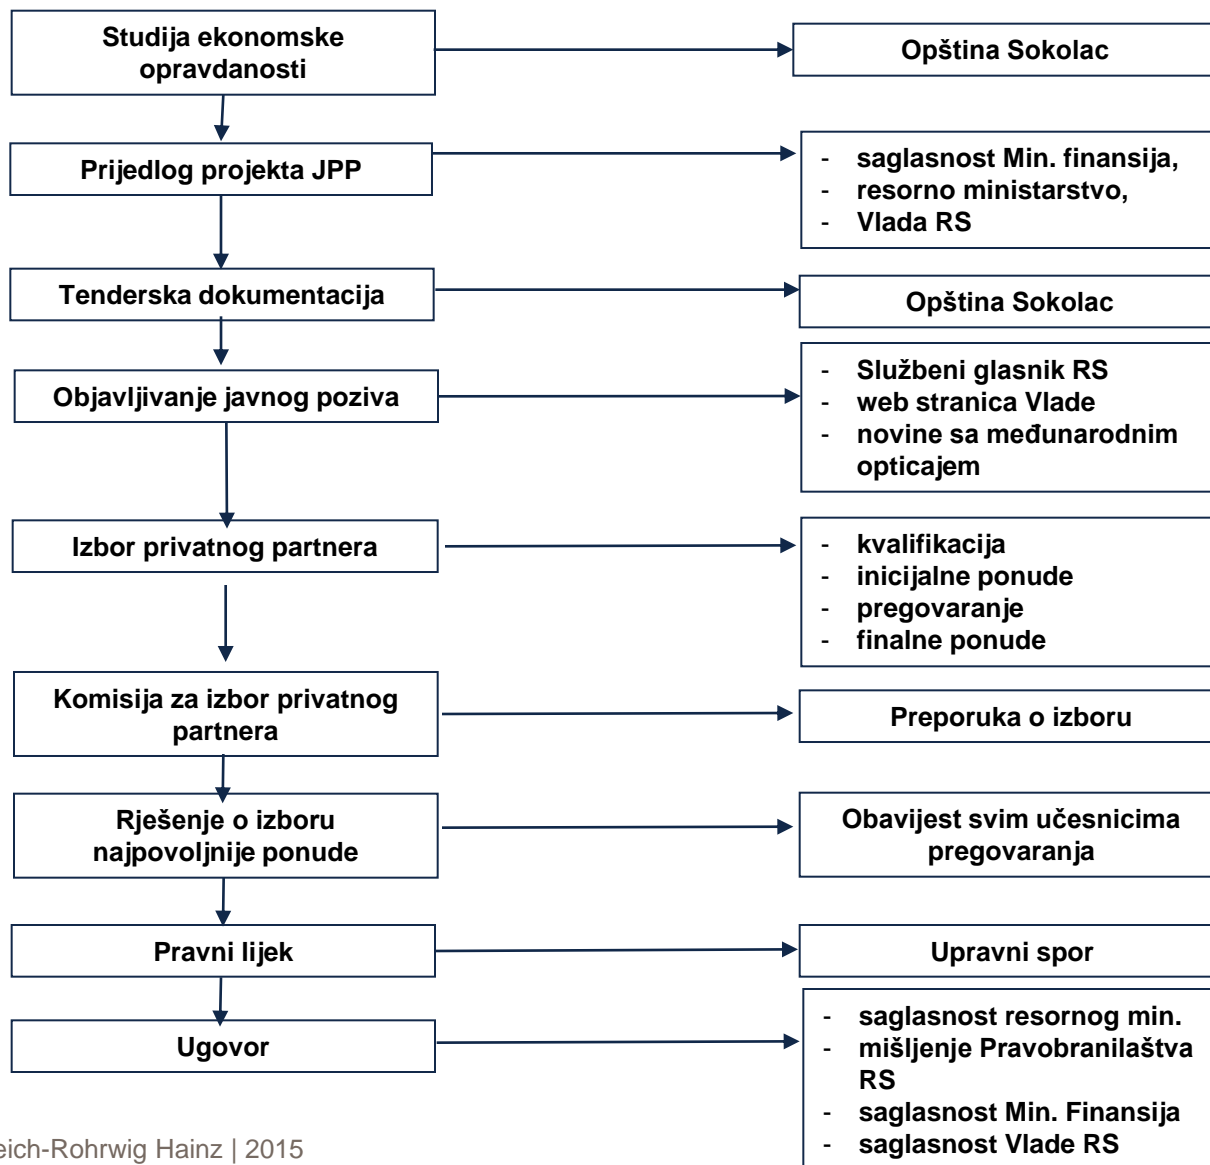 Studija ekonomske
opravdanosti
Opština Sokolac
Prijedlog projekta JPP
- saglasnost Min. finansija,
- resorno ministarstvo,
- Vlada RS
Tenderska dokumentacija
Opština Sokolac
Objavljivanje javnog poziva
- Službeni glasnik RS
- web stranica Vlade
- novine sa međunarodnim
opticajem
Izbor privatnog partnera
- kvalifikacija
- inicijalne ponude
- pregovaranje
- finalne ponude
Komisija za izbor privatnog
partnera
Preporuka o izboru
Rješenje o izboru
najpovoljnije ponude
Obavijest svim učesnicima
pregovaranja
Pravni lijek
Upravni spor
Ugovor
- saglasnost resornog min.
- mišljenje Pravobranilaštva
RS
- saglasnost Min. Finansija
- saglasnost Vlade RS
eich-Rohrwig Hainz | 2015